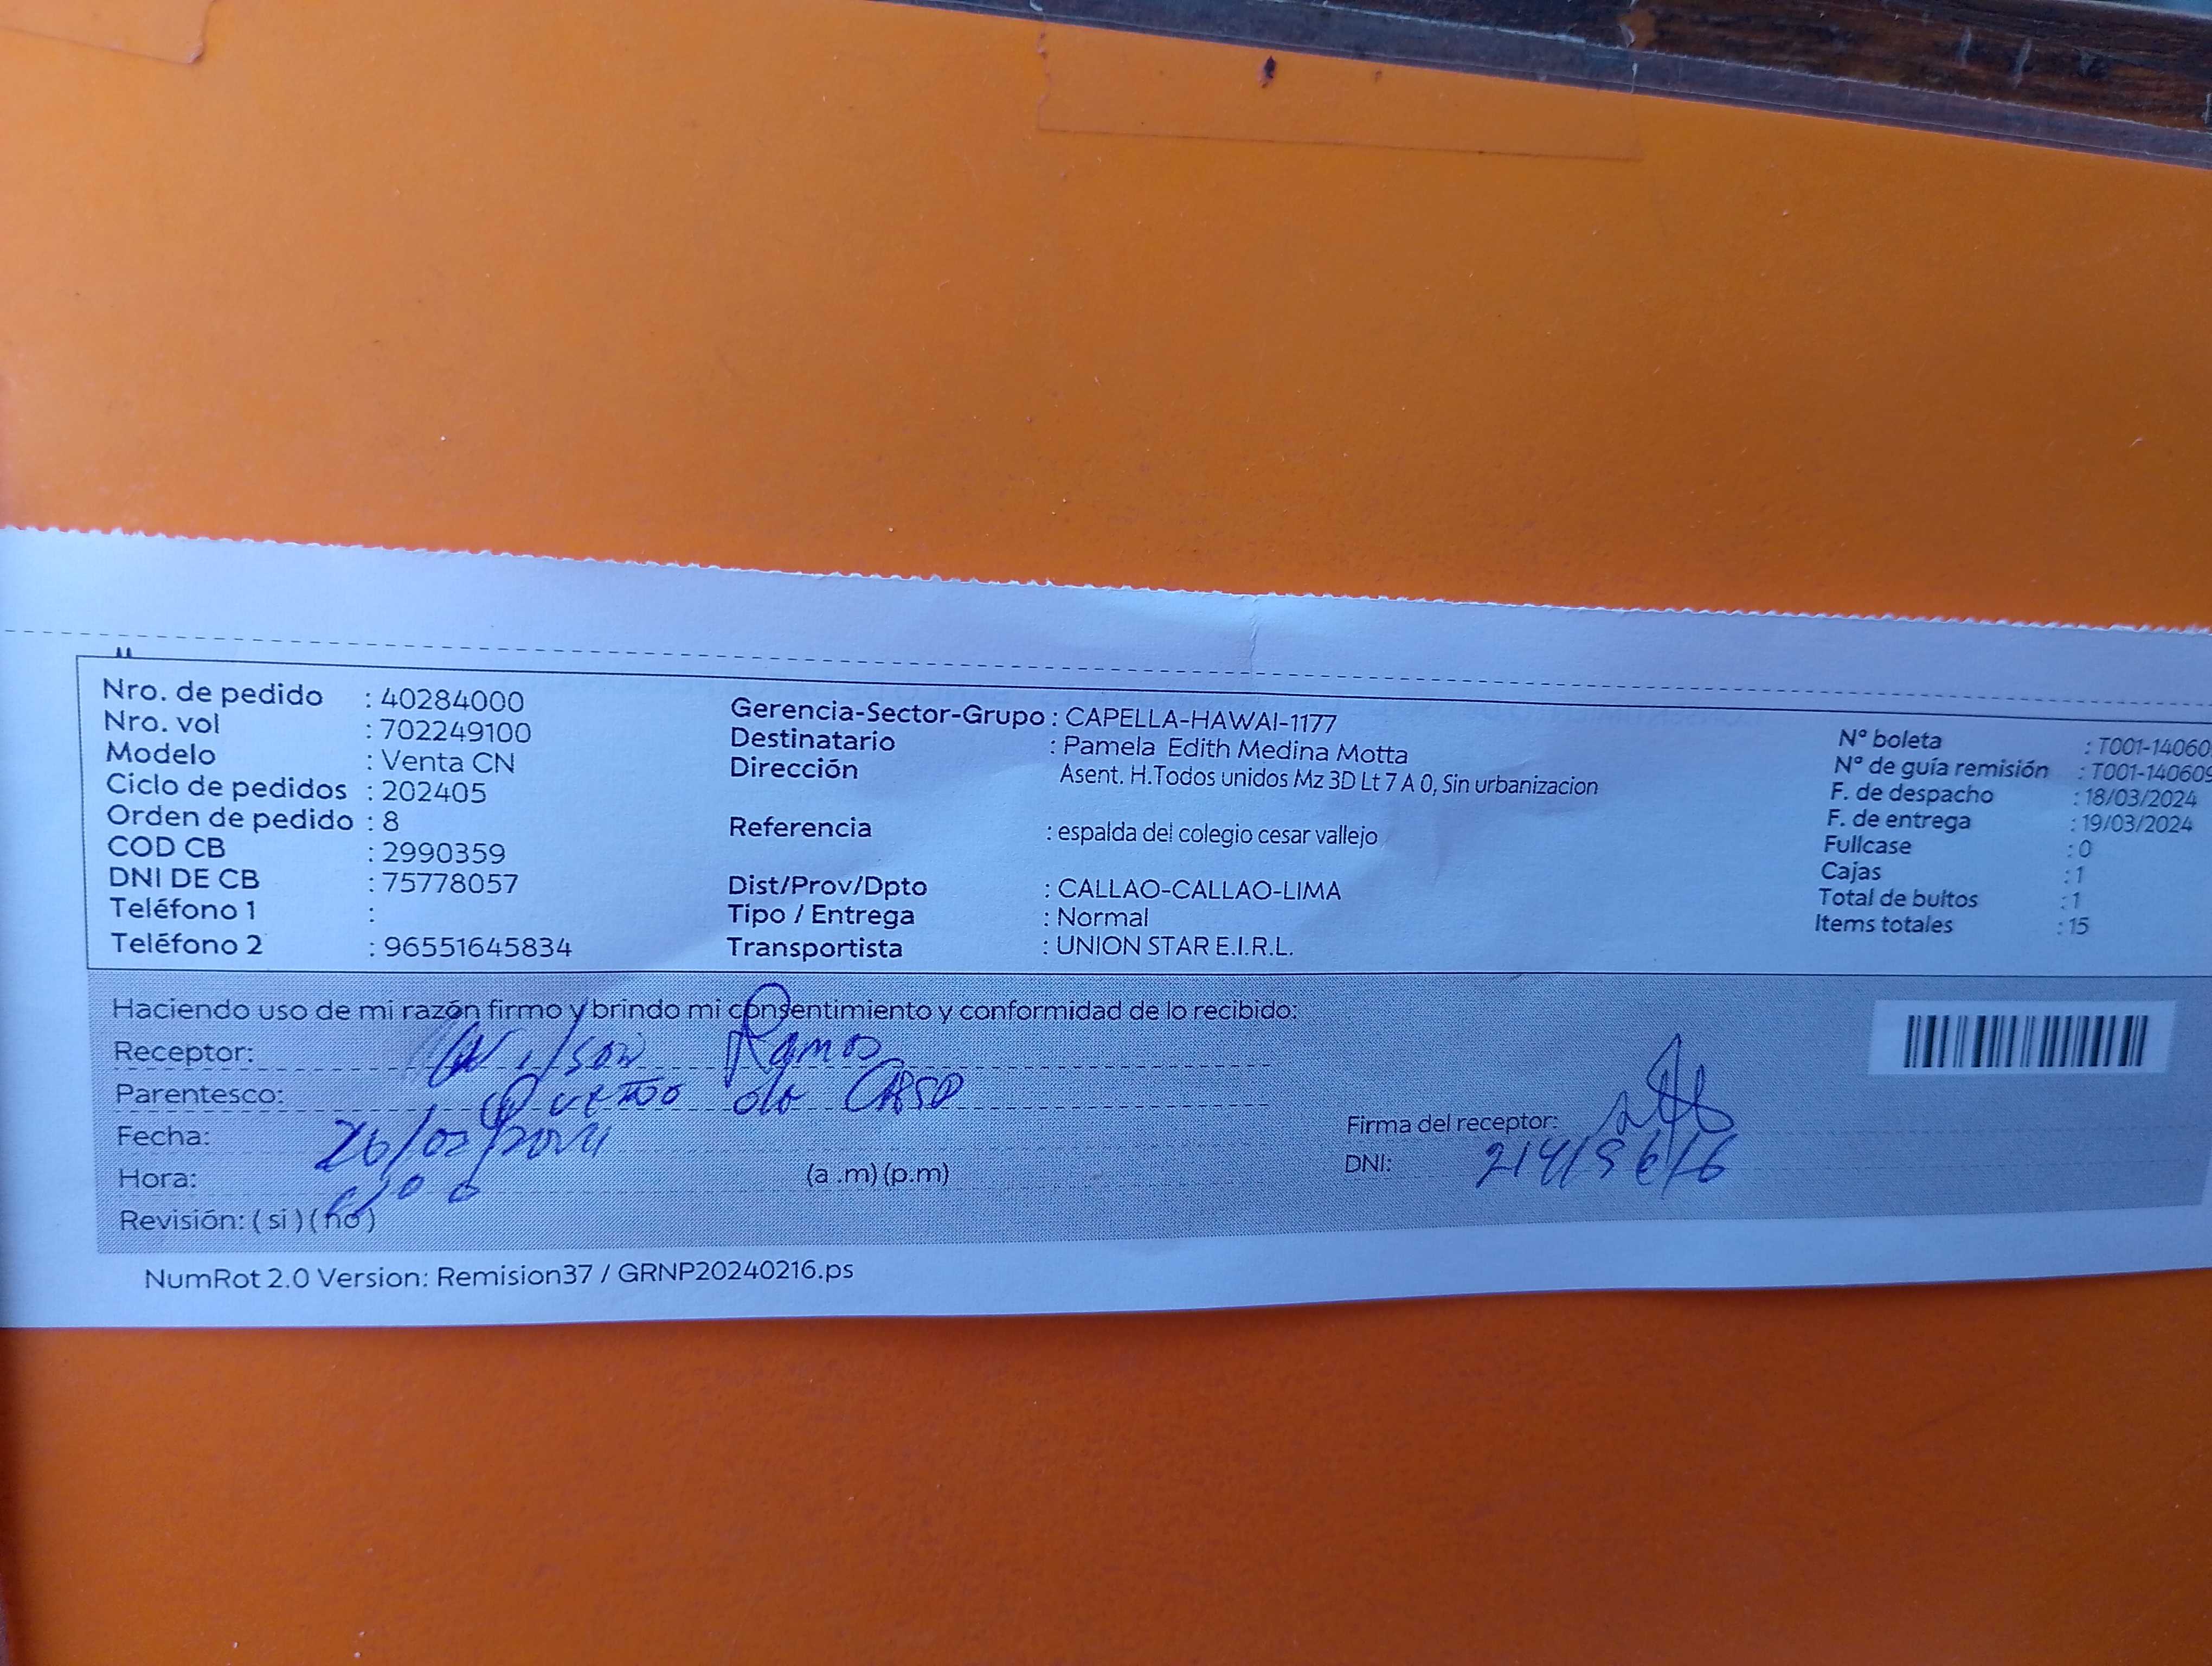 Nro. de pedido : 40284000
Nro. vol : 702249100
Modelo : Venta CN
Ciclo de pedidos : 202405
Orden de pedido : 8
COD CB : 2990359
DNI DE CB : 75778057
Teléfono 1 :
Teléfono 2 : 96551645834
Gerencia-Sector-Grupo : CAPELLA-HAWAI-1177
Destinatario : Pamela Edith Medina Motta
Dirección Asent. H.Todos unidos Mz 3D Lt 7 A 0, Sin urbanizacion
Referencia : espalda del colegio cesar vallejo
Dist/Prov/Dpto : CALLAO-CALLAO-LIMA
Tipo / Entrega : Normal
Transportista : UNION STAR E.I.R.L.
N° boleta : T001-14060
N° de guía remisión : T001-140609
F. de despacho : 18/03/2024
F. de entrega : 19/03/2024
Fullcase : 0
Cajas : 1
Total de bultos : 1
Items totales : 15
Haciendo uso de mi razón firmo y brindo mi consentimiento y conformidad de lo recibido:
Receptor: Wilson Ramos
Parentesco: de
Fecha:
Hora: (a .m) (p.m)
Revisión: ( si ) ( no )
Firma del receptor:
DNI:
NumRot 2.0 Version: Remision37 / GRNP20240216.ps